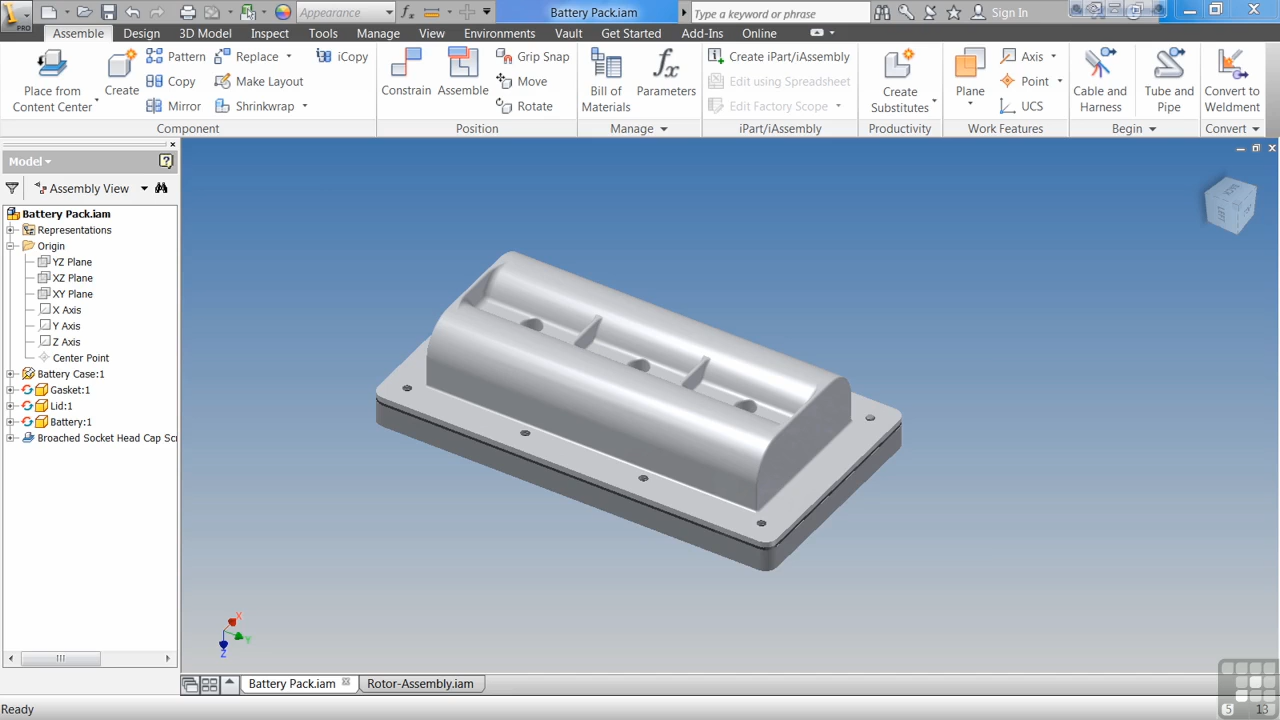 PRO
Appearance
Battery Pack.iam
Type a keyword or phrase
Sign In
Assemble Design 3D Model Inspect Tools Manage View Environments Vault Get Started Add-Ins Online
Place from
Content Center
Create
Pattern
Copy
Mirror
Replace
Make Layout
Shrinkwrap
iCopy
Component
Constrain
Assemble
Grip Snap
Move
Rotate
Position
Bill of
Materials
fx
Parameters
Manage
Create iPart/iAssembly
Edit using Spreadsheet
Edit Factory Scope
iPart/iAssembly
Create
Substitutes
Productivity
Plane
Axis
Point
UCS
Work Features
Cable and
Harness
Tube and
Pipe
Begin
Convert to
Weldment
Convert
Model
Assembly View
Battery Pack.iam
Representations
Origin
YZ Plane
XZ Plane
XY Plane
X Axis
Y Axis
Z Axis
Center Point
Battery Case:1
Gasket:1
Lid:1
Battery:1
Broached Socket Head Cap Scr
X
Y
Z
Battery Pack.iam
Rotor-Assembly.iam
Ready
5 13